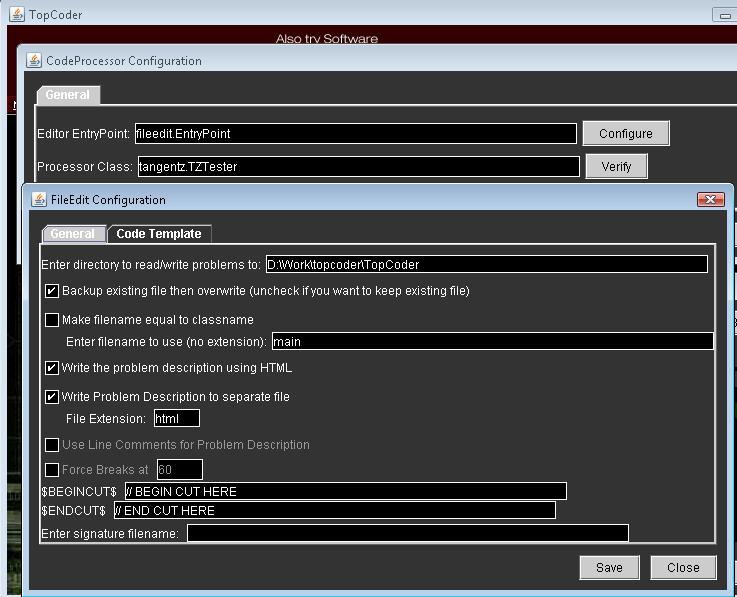 TopCoder
Also try Software
CodeProcessor Configuration
General
Editor EntryPoint: fileedit.EntryPoint Configure
Processor Class: tangentz.TZTester Verify
FileEdit Configuration
General Code Template
Enter directory to read/write problems to: D:\Work\topcoder\TopCoder
Backup existing file then overwrite (uncheck if you want to keep existing file)
Make filename equal to classname
Enter filename to use (no extension): main
Write the problem description using HTML
Write Problem Description to separate file
File Extension: html
Use Line Comments for Problem Description
Force Breaks at 60
$BEGINCUT$ // BEGIN CUT HERE
$ENDCUT$ // END CUT HERE
Enter signature filename:
Save Close